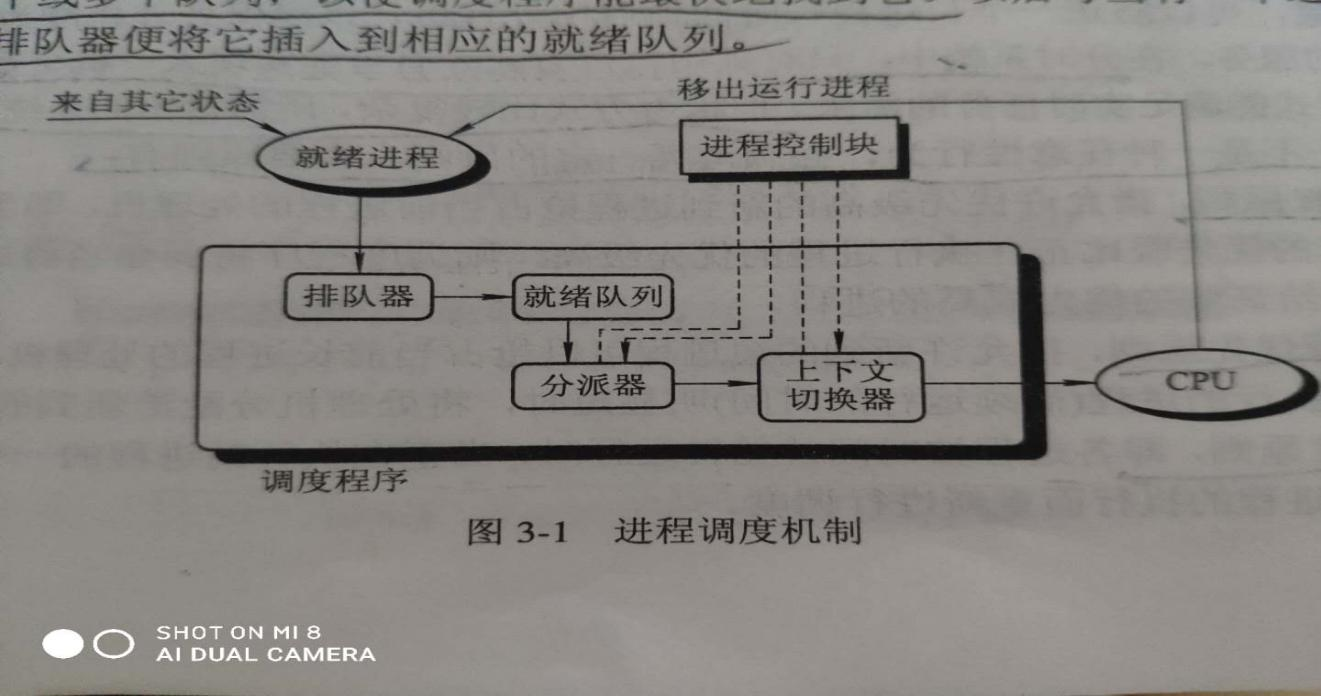 排队器便将它插入到相应的就绪队列。
来自其它状态
移出运行进程
就绪进程
进程控制块
排队器
就绪队列
分派器
上下文
切换器
CPU
调度程序
图 3-1 进程调度机制
SHOT ON MI 8
AI DUAL CAMERA